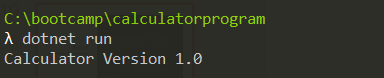 C:\bootcamp\calculatorprogram
λ dotnet run
Calculator Version 1.0